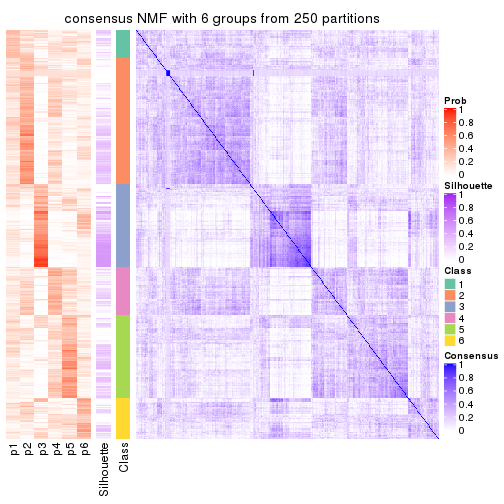 consensus NMF with 6 groups from 250 partitions
p1
p2
p3
p4
p5
p6
Silhouette
Class
Prob
1
0.8
0.6
0.4
0.2
0
Silhouette
1
0.8
0.6
0.4
0.2
0
Class
1
2
3
4
5
6
Consensus
1
0.8
0.6
0.4
0.2
0